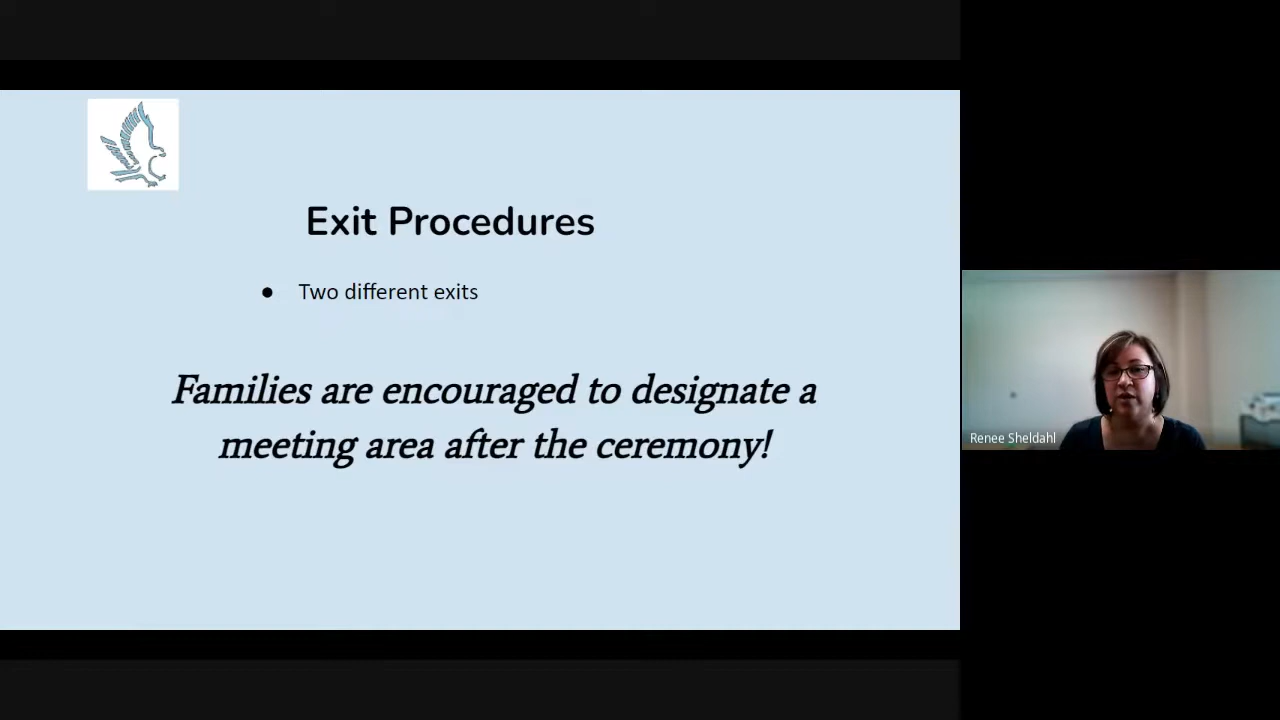 Exit Procedures
● Two different exits
Families are encouraged to designate a
meeting area after the ceremony!
Renee Sheldahl